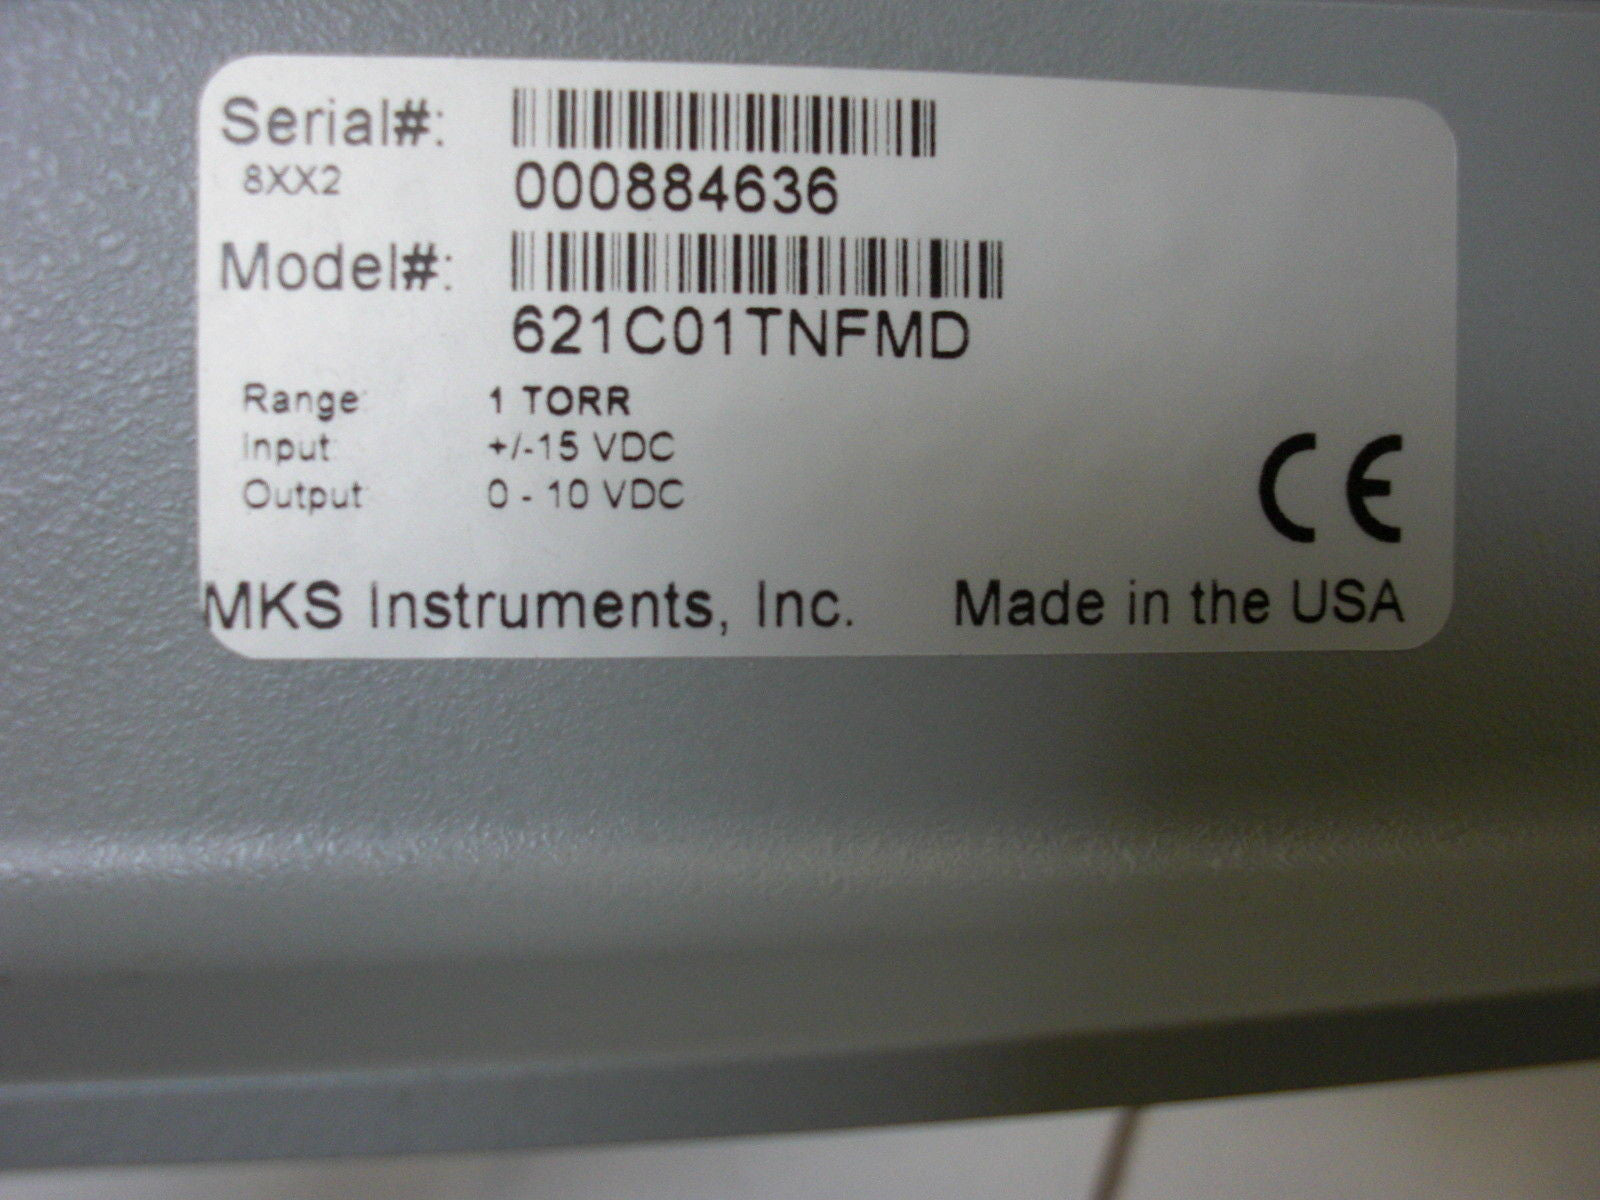 Serial#:
8XX2 000884636
Model#:
621C01TNFMD
Range: 1 TORR
Input: +/-15 VDC
Output: 0 - 10 VDC
CE
MKS Instruments, Inc. Made in the USA